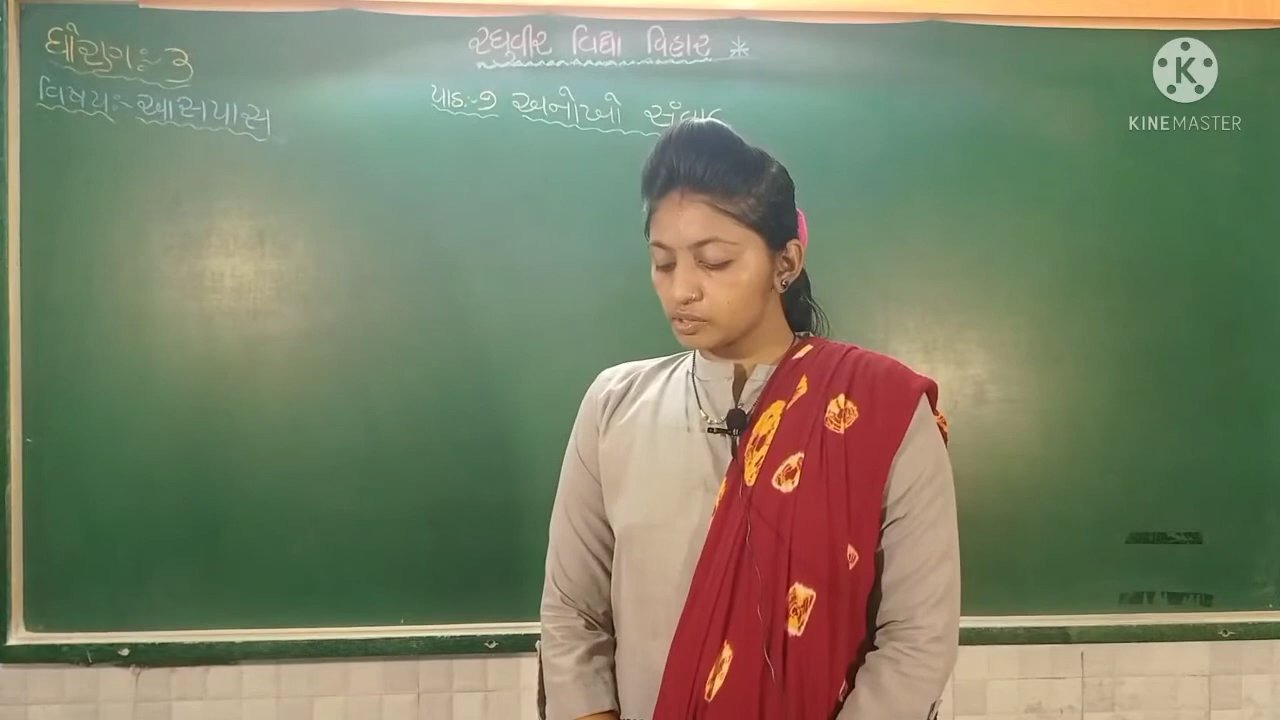 રઘુવીર વિદ્યા વિહાર *
ધોરણ:- ૩
વિષય:- આસપાસ
પાઠ:-૭ અનોખો સંવાદ
KINEMASTER